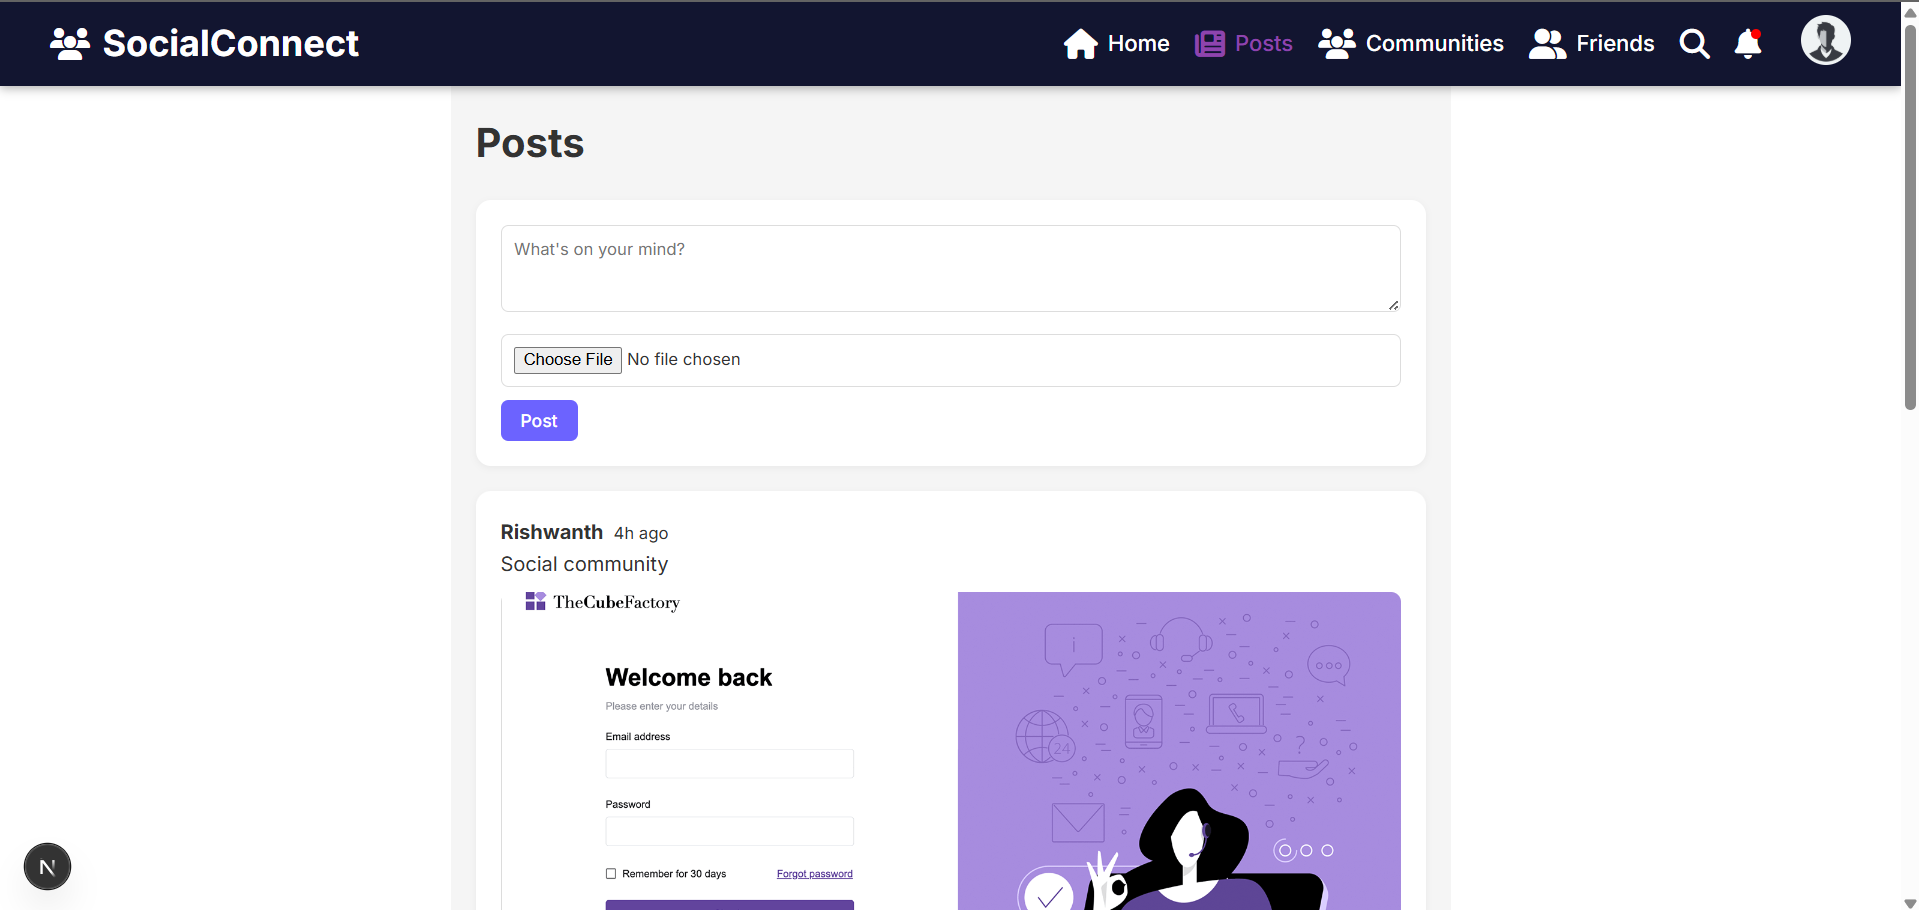 SocialConnect
Home
Posts
Communities
Friends
Posts
What's on your mind?
Choose File No file chosen
Post
Rishwanth 4h ago
Social community
TheCubeFactory
Welcome back
Please enter your details
Email address
Password
Remember for 30 days
Forgot password
i
24
?
N